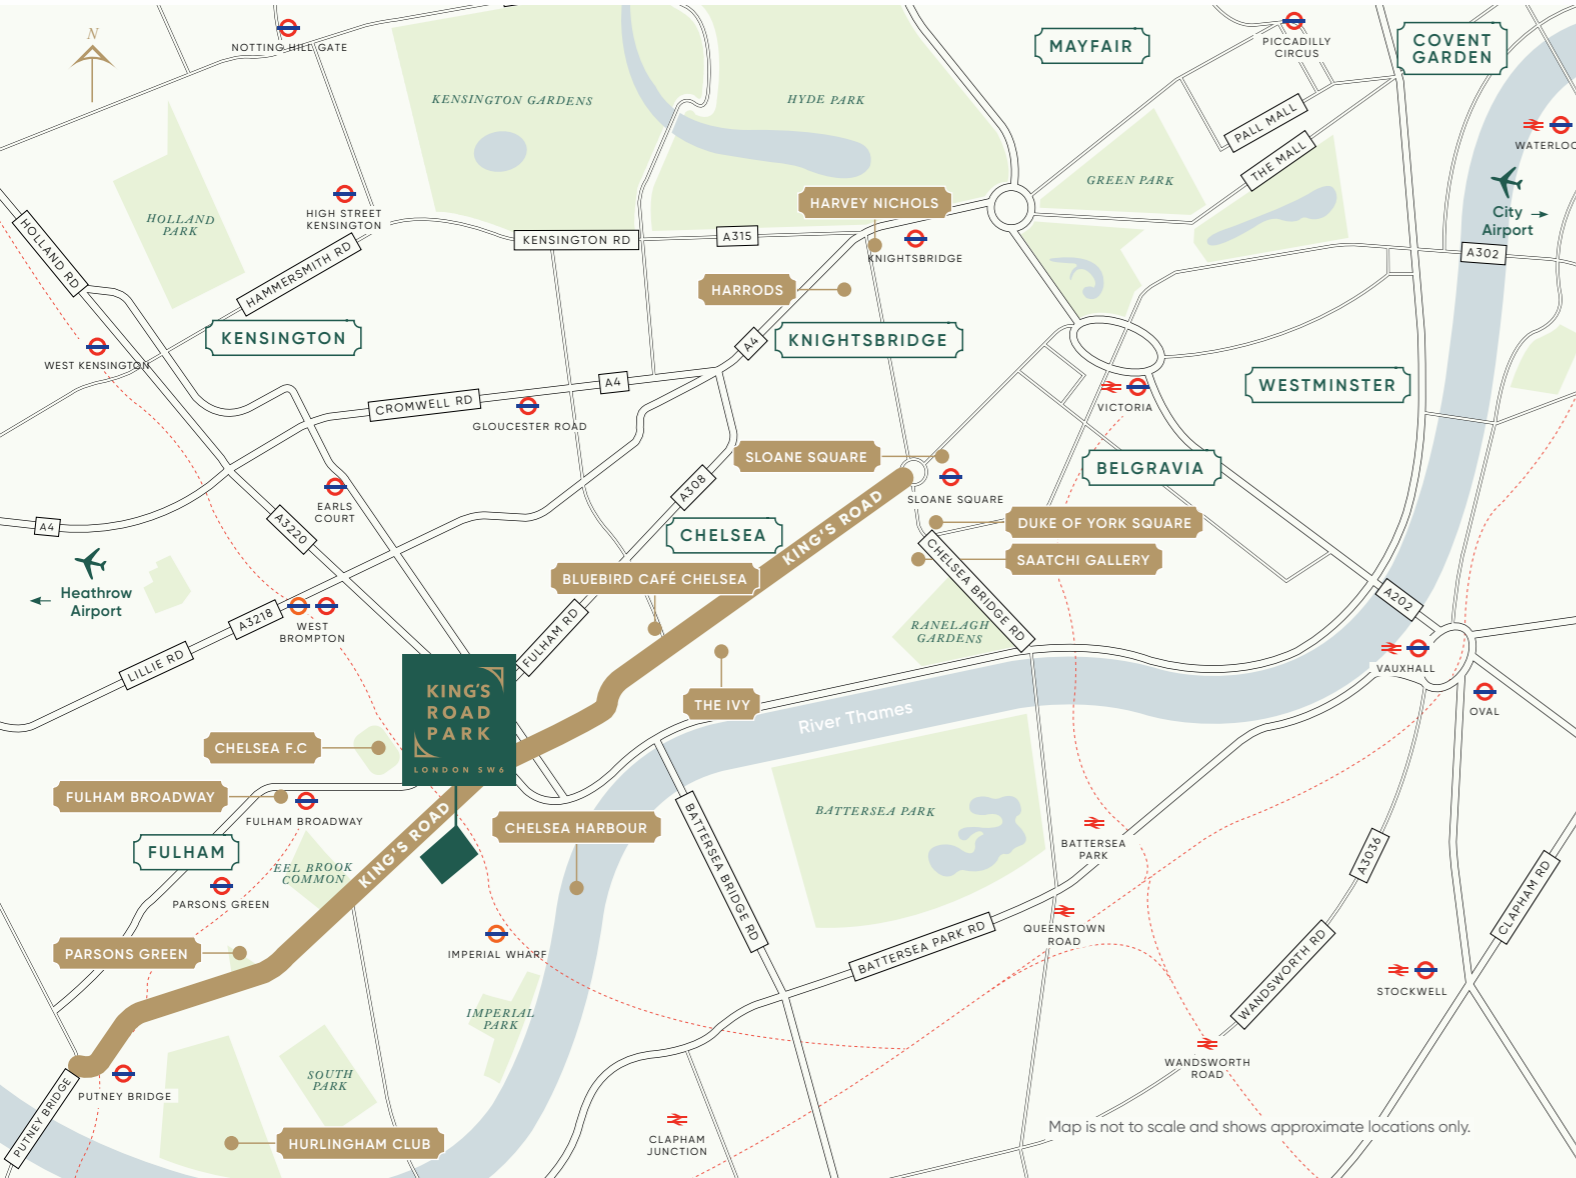 N
NOTTING HILL GATE
KENSINGTON GARDENS
HYDE PARK
MAYFAIR
PICCADILLY
CIRCUS
COVENT
GARDEN
PALL MALL
THE MALL
WATERLOO
GREEN PARK
City
Airport
A302
HOLLAND
PARK
HIGH STREET
KENSINGTON
HOLLAND RD
HAMMERSMITH RD
KENSINGTON RD
A315
HARVEY NICHOLS
KNIGHTSBRIDGE
HARRODS
KENSINGTON
WEST KENSINGTON
A4
KNIGHTSBRIDGE
WESTMINSTER
CROMWELL RD
A4
GLOUCESTER ROAD
VICTORIA
SLOANE SQUARE
BELGRAVIA
EARLS
COURT
A308
SLOANE SQUARE
A4
A3220
CHELSEA
KING'S ROAD
DUKE OF YORK SQUARE
SAATCHI GALLERY
CHELSEA BRIDGE RD
Heathrow
Airport
BLUEBIRD CAFÉ CHELSEA
A202
A3218
WEST
BROMPTON
LILLIE RD
FULHAM RD
RANELAGH
GARDENS
VAUXHALL
OVAL
KING'S
ROAD
PARK
LONDON SW6
THE IVY
River Thames
CHELSEA F.C
FULHAM BROADWAY
FULHAM BROADWAY
KING'S ROAD
CHELSEA HARBOUR
BATTERSEA BRIDGE RD
BATTERSEA PARK
BATTERSEA
PARK
A3036
FULHAM
EEL BROOK
COMMON
PARSONS GREEN
CLAPHAM RD
PARSONS GREEN
IMPERIAL WHARF
BATTERSEA PARK RD
QUEENSTOWN
ROAD
WANDSWORTH RD
STOCKWELL
IMPERIAL
PARK
WANDSWORTH
ROAD
SOUTH
PARK
PUTNEY BRIDGE
PUTNEY BRIDGE
HURLINGHAM CLUB
CLAPHAM
JUNCTION
Map is not to scale and shows approximate locations only.